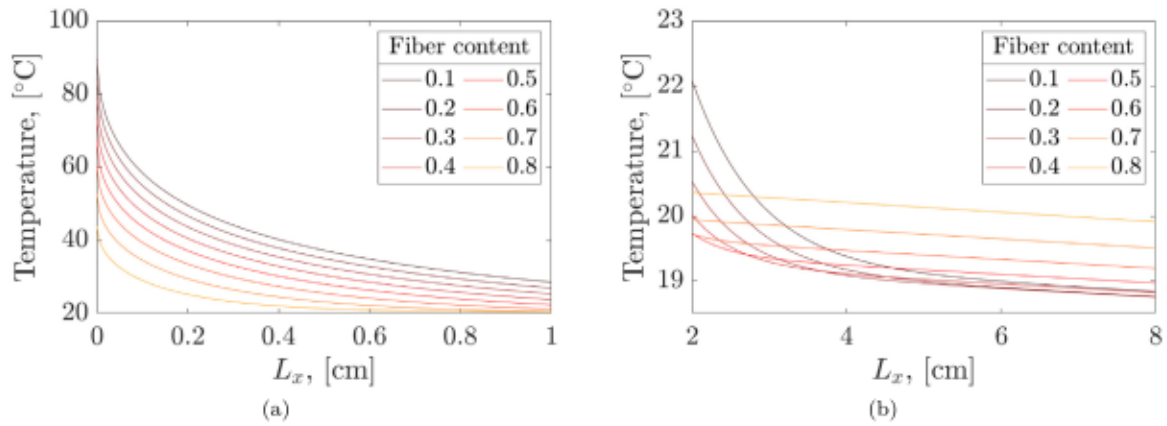 100
80
60
40
20
Temperature, [°C]
Fiber content
0.1 0.5
0.2 0.6
0.3 0.7
0.4 0.8
0 0.2 0.4 0.6 0.8 1
L_x, [cm]
(a)
23
22
21
20
19
Temperature, [°C]
Fiber content
0.1 0.5
0.2 0.6
0.3 0.7
0.4 0.8
2 4 6 8
L_x, [cm]
(b)